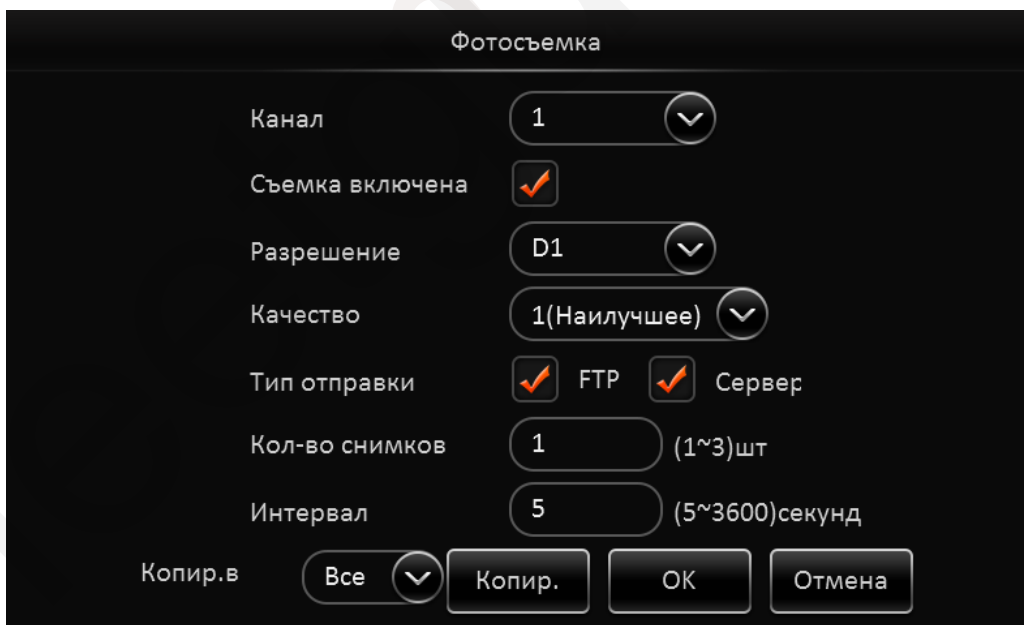 Фотосъемка
Канал 1
Съемка включена
Разрешение D1
Качество 1(Наилучшее)
Тип отправки FTP Сервер
Кол-во снимков 1 (1~3)шт
Интервал 5 (5~3600)секунд
Копир.в Все Копир. OK Отмена